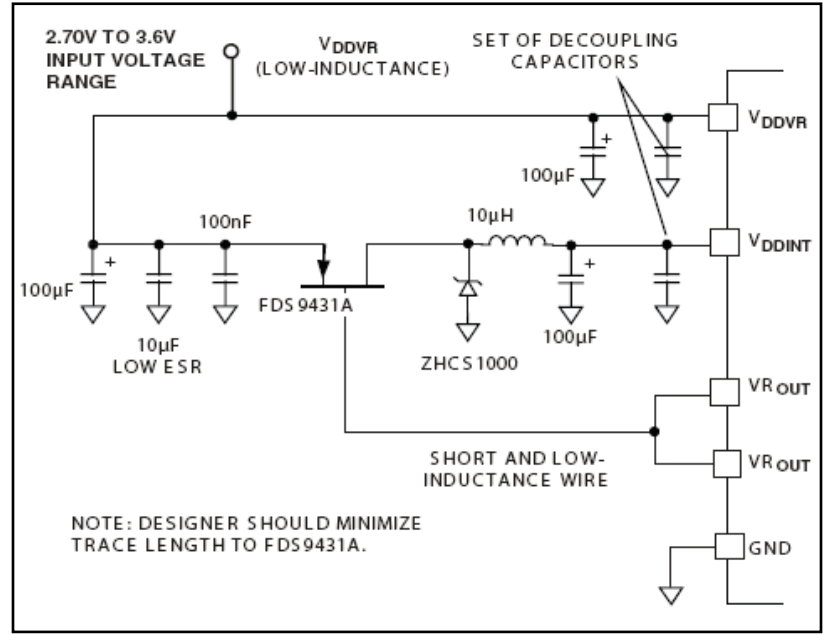 2.70V TO 3.6V
INPUT VOLTAGE
RANGE
VDDVR
(LOW-INDUCTANCE)
SET OF DECOUPLING
CAPACITORS
+
100µF
VDDVR
100nF
10µH
VDDINT
+
100µF
10µF
LOW ESR
FDS9431A
ZHCS1000
+
100µF
VROUT
SHORT AND LOW-
INDUCTANCE WIRE
VROUT
NOTE: DESIGNER SHOULD MINIMIZE
TRACE LENGTH TO FDS9431A.
GND